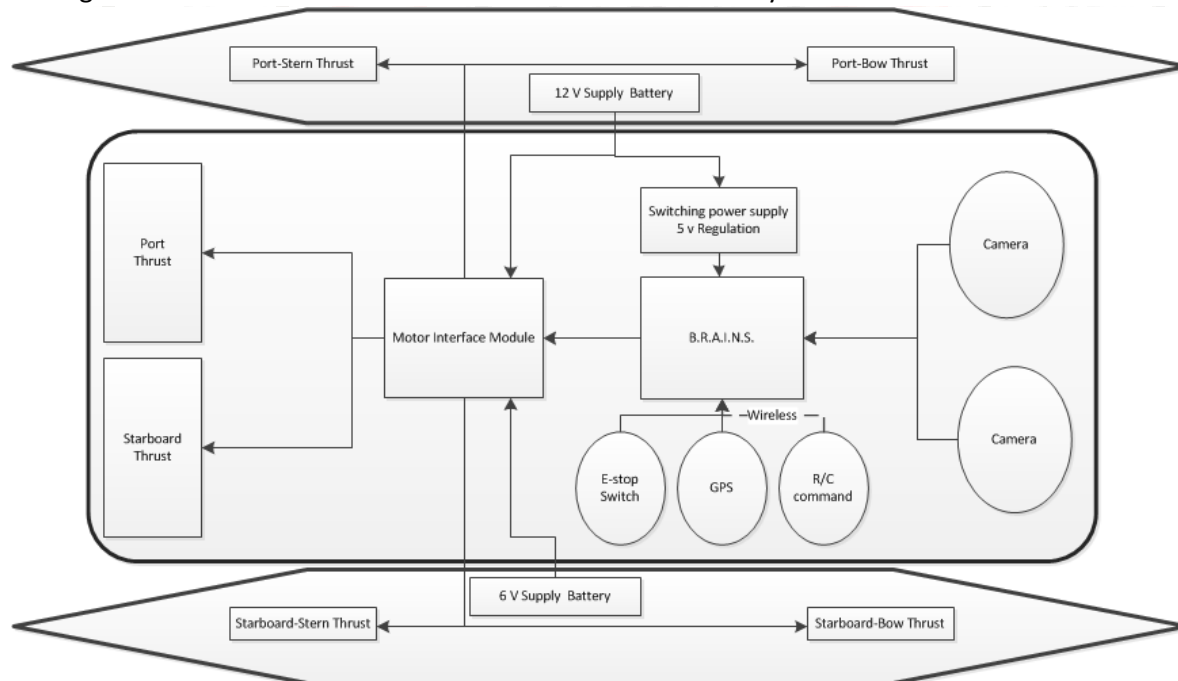 Port-Stern Thrust
Port-Bow Thrust
12 V Supply Battery
Port
Thrust
Switching power supply
5 v Regulation
Camera
Motor Interface Module
B.R.A.I.N.S.
Wireless
Starboard
Thrust
E-stop
Switch
GPS
R/C
command
Camera
6 V Supply Battery
Starboard-Stern Thrust
Starboard-Bow Thrust